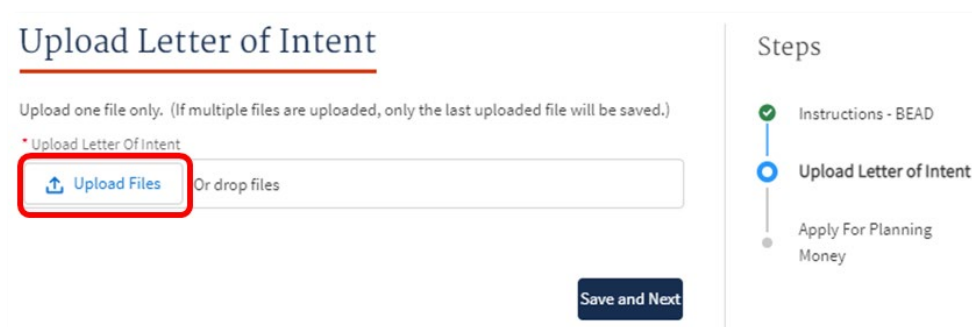 Upload Letter of Intent
Upload one file only. (If multiple files are uploaded, only the last uploaded file will be saved.)
* Upload Letter Of Intent
Upload Files
Or drop files
Save and Next
Steps
Instructions - BEAD
Upload Letter of Intent
Apply For Planning
Money